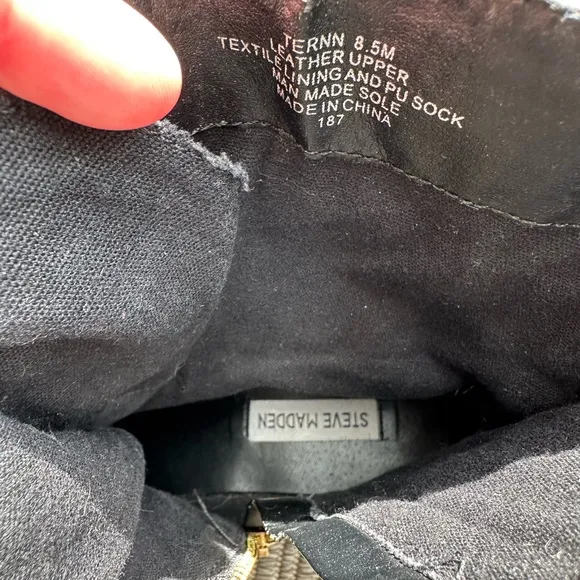 TERNN 8.5M
LEATHER UPPER
TEXTILE LINING AND PU SOCK
MAN MADE SOLE
MADE IN CHINA
187
STEVE MADDEN